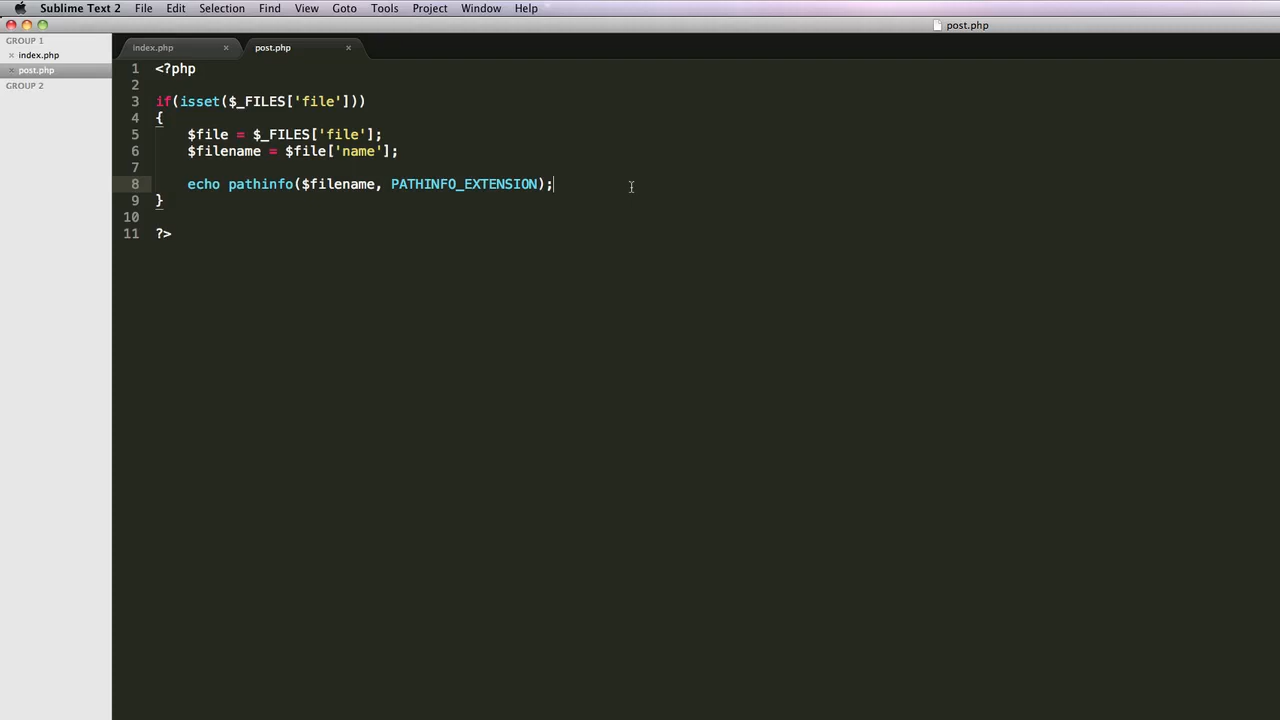 Sublime Text 2 File Edit Selection Find View Goto Tools Project Window Help
post.php
GROUP 1
index.php
post.php
GROUP 2
index.php post.php
1 <?php
2
3 if(isset($_FILES['file']))
4 {
5 $file = $_FILES['file'];
6 $filename = $file['name'];
7
8 echo pathinfo($filename, PATHINFO_EXTENSION);
9 }
10
11 ?>